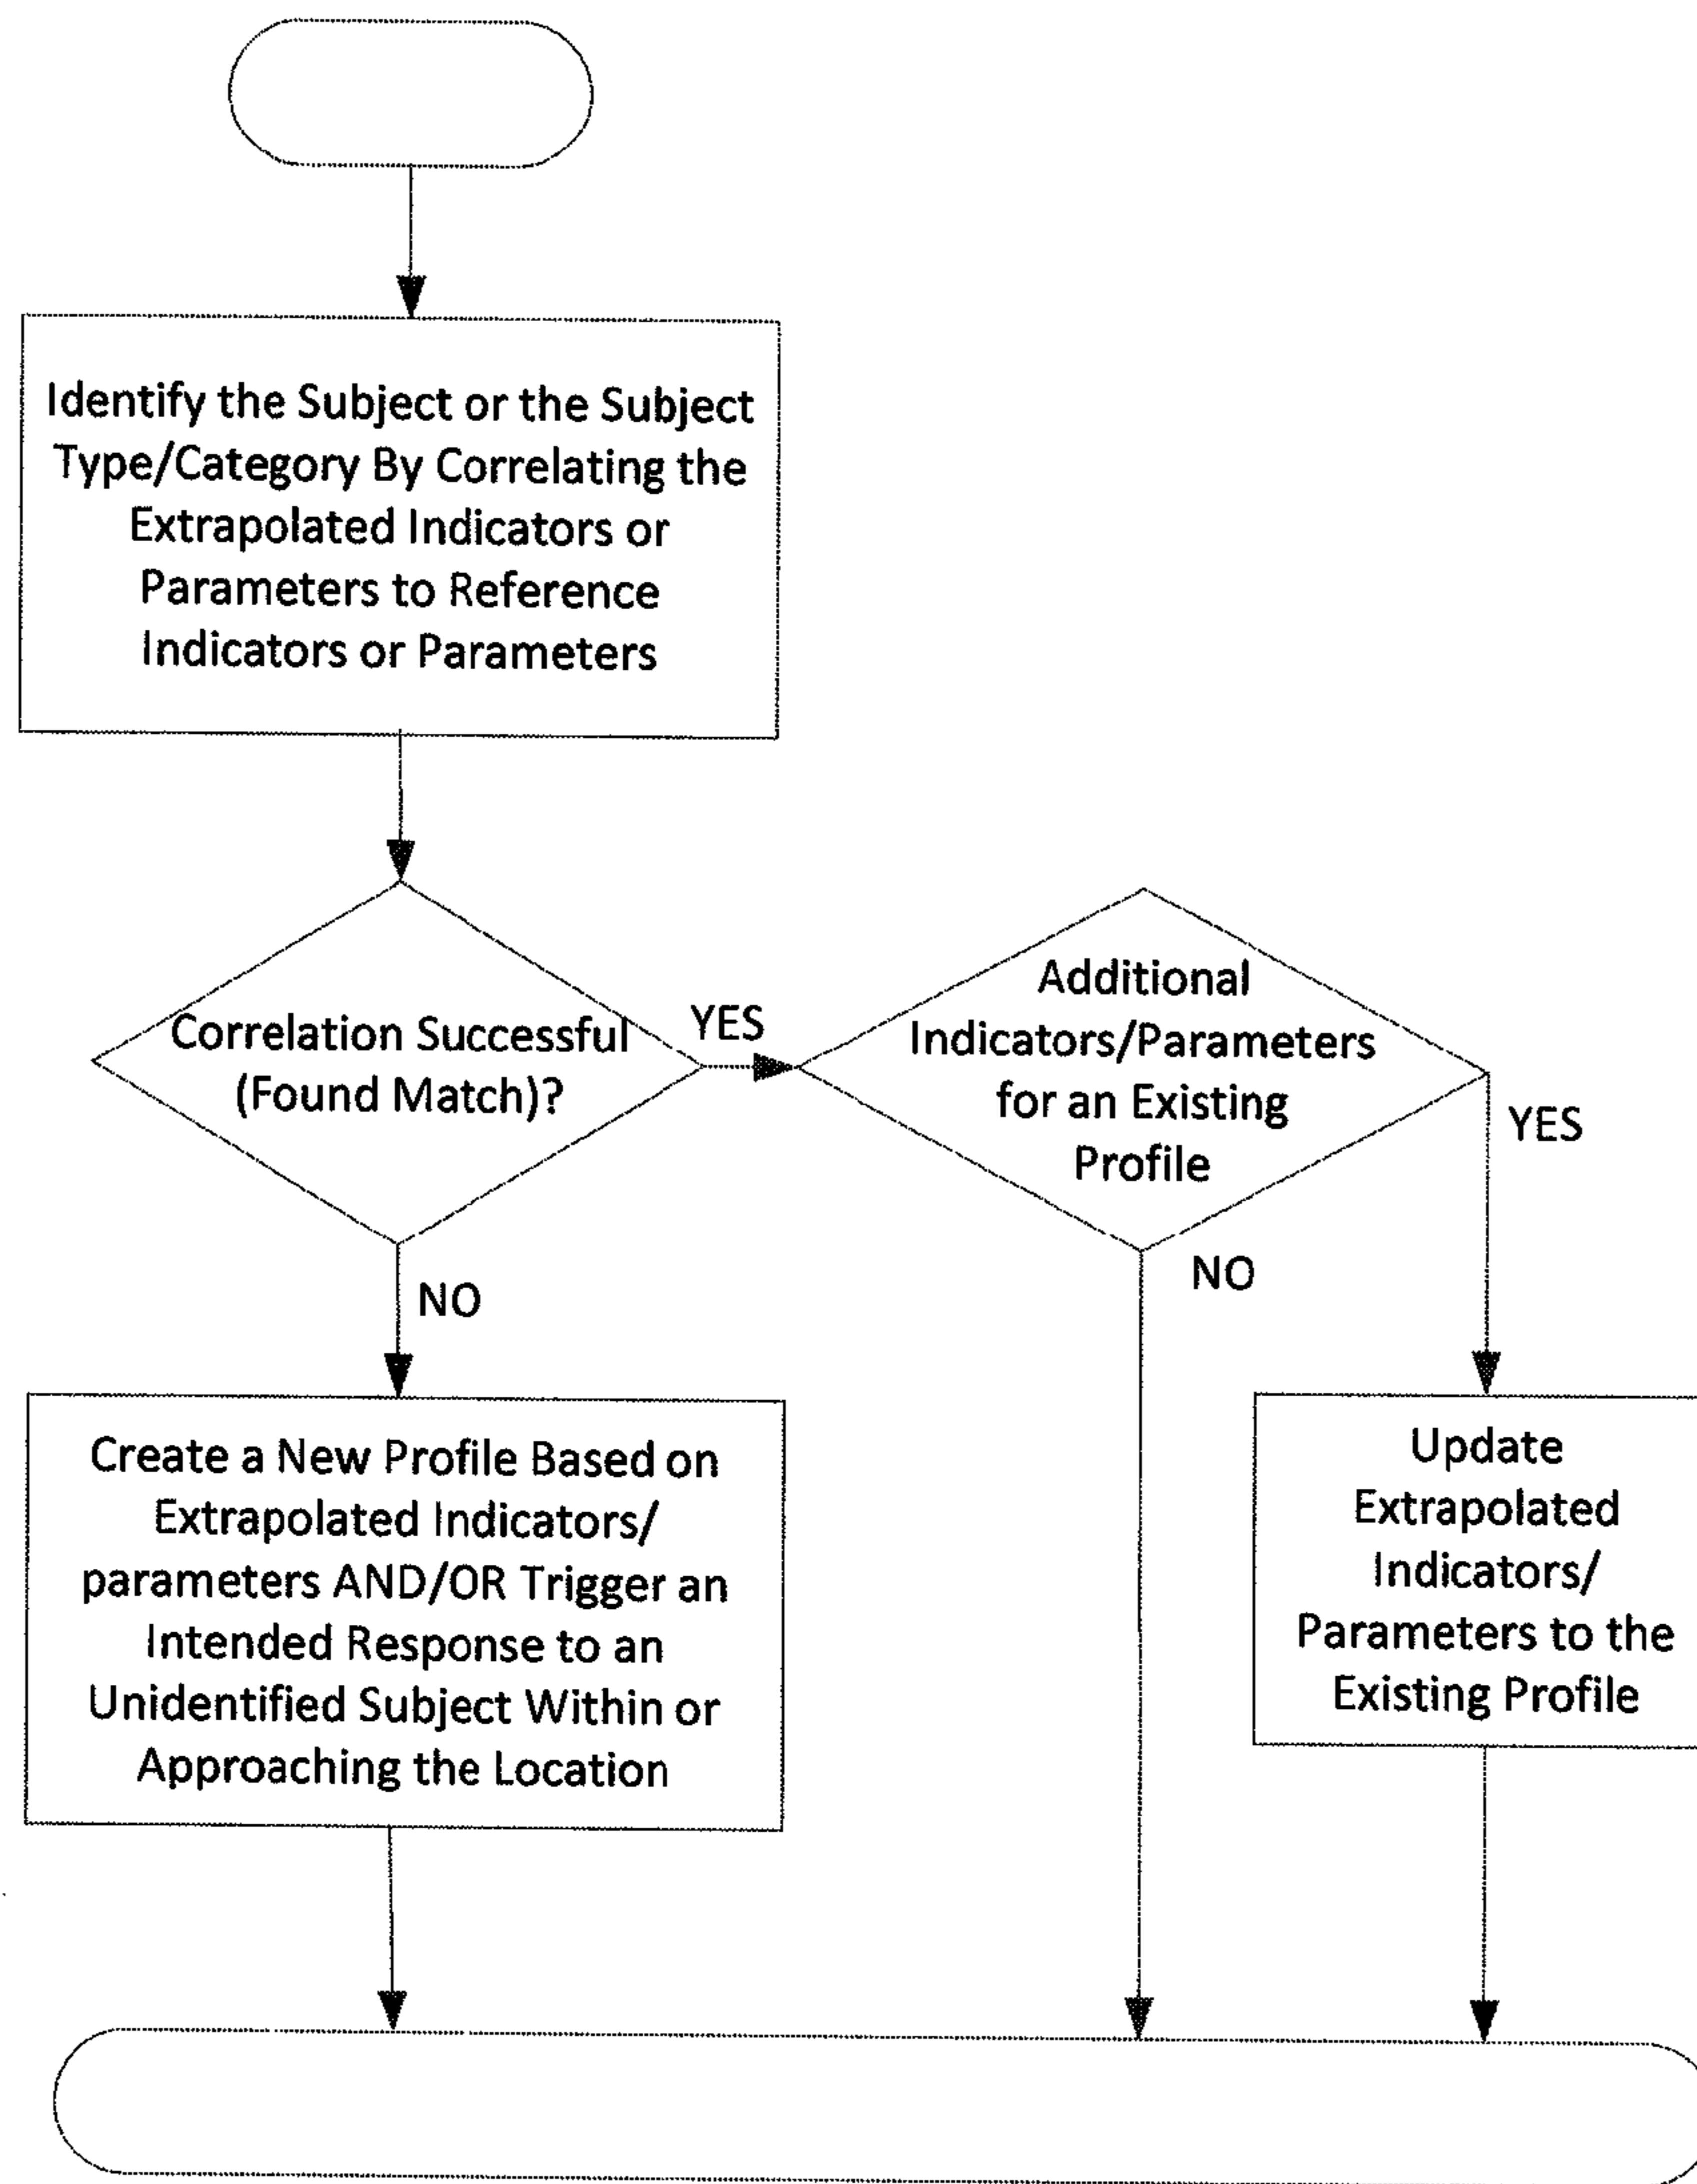 Identify the Subject or the Subject
Type/Category By Correlating the
Extrapolated Indicators or
Parameters to Reference
Indicators or Parameters
Correlation Successful
(Found Match)?
YES
Additional
Indicators/Parameters
for an Existing
Profile
YES
NO
NO
Create a New Profile Based on
Extrapolated Indicators/
parameters AND/OR Trigger an
Intended Response to an
Unidentified Subject Within or
Approaching the Location
Update
Extrapolated
Indicators/
Parameters to the
Existing Profile